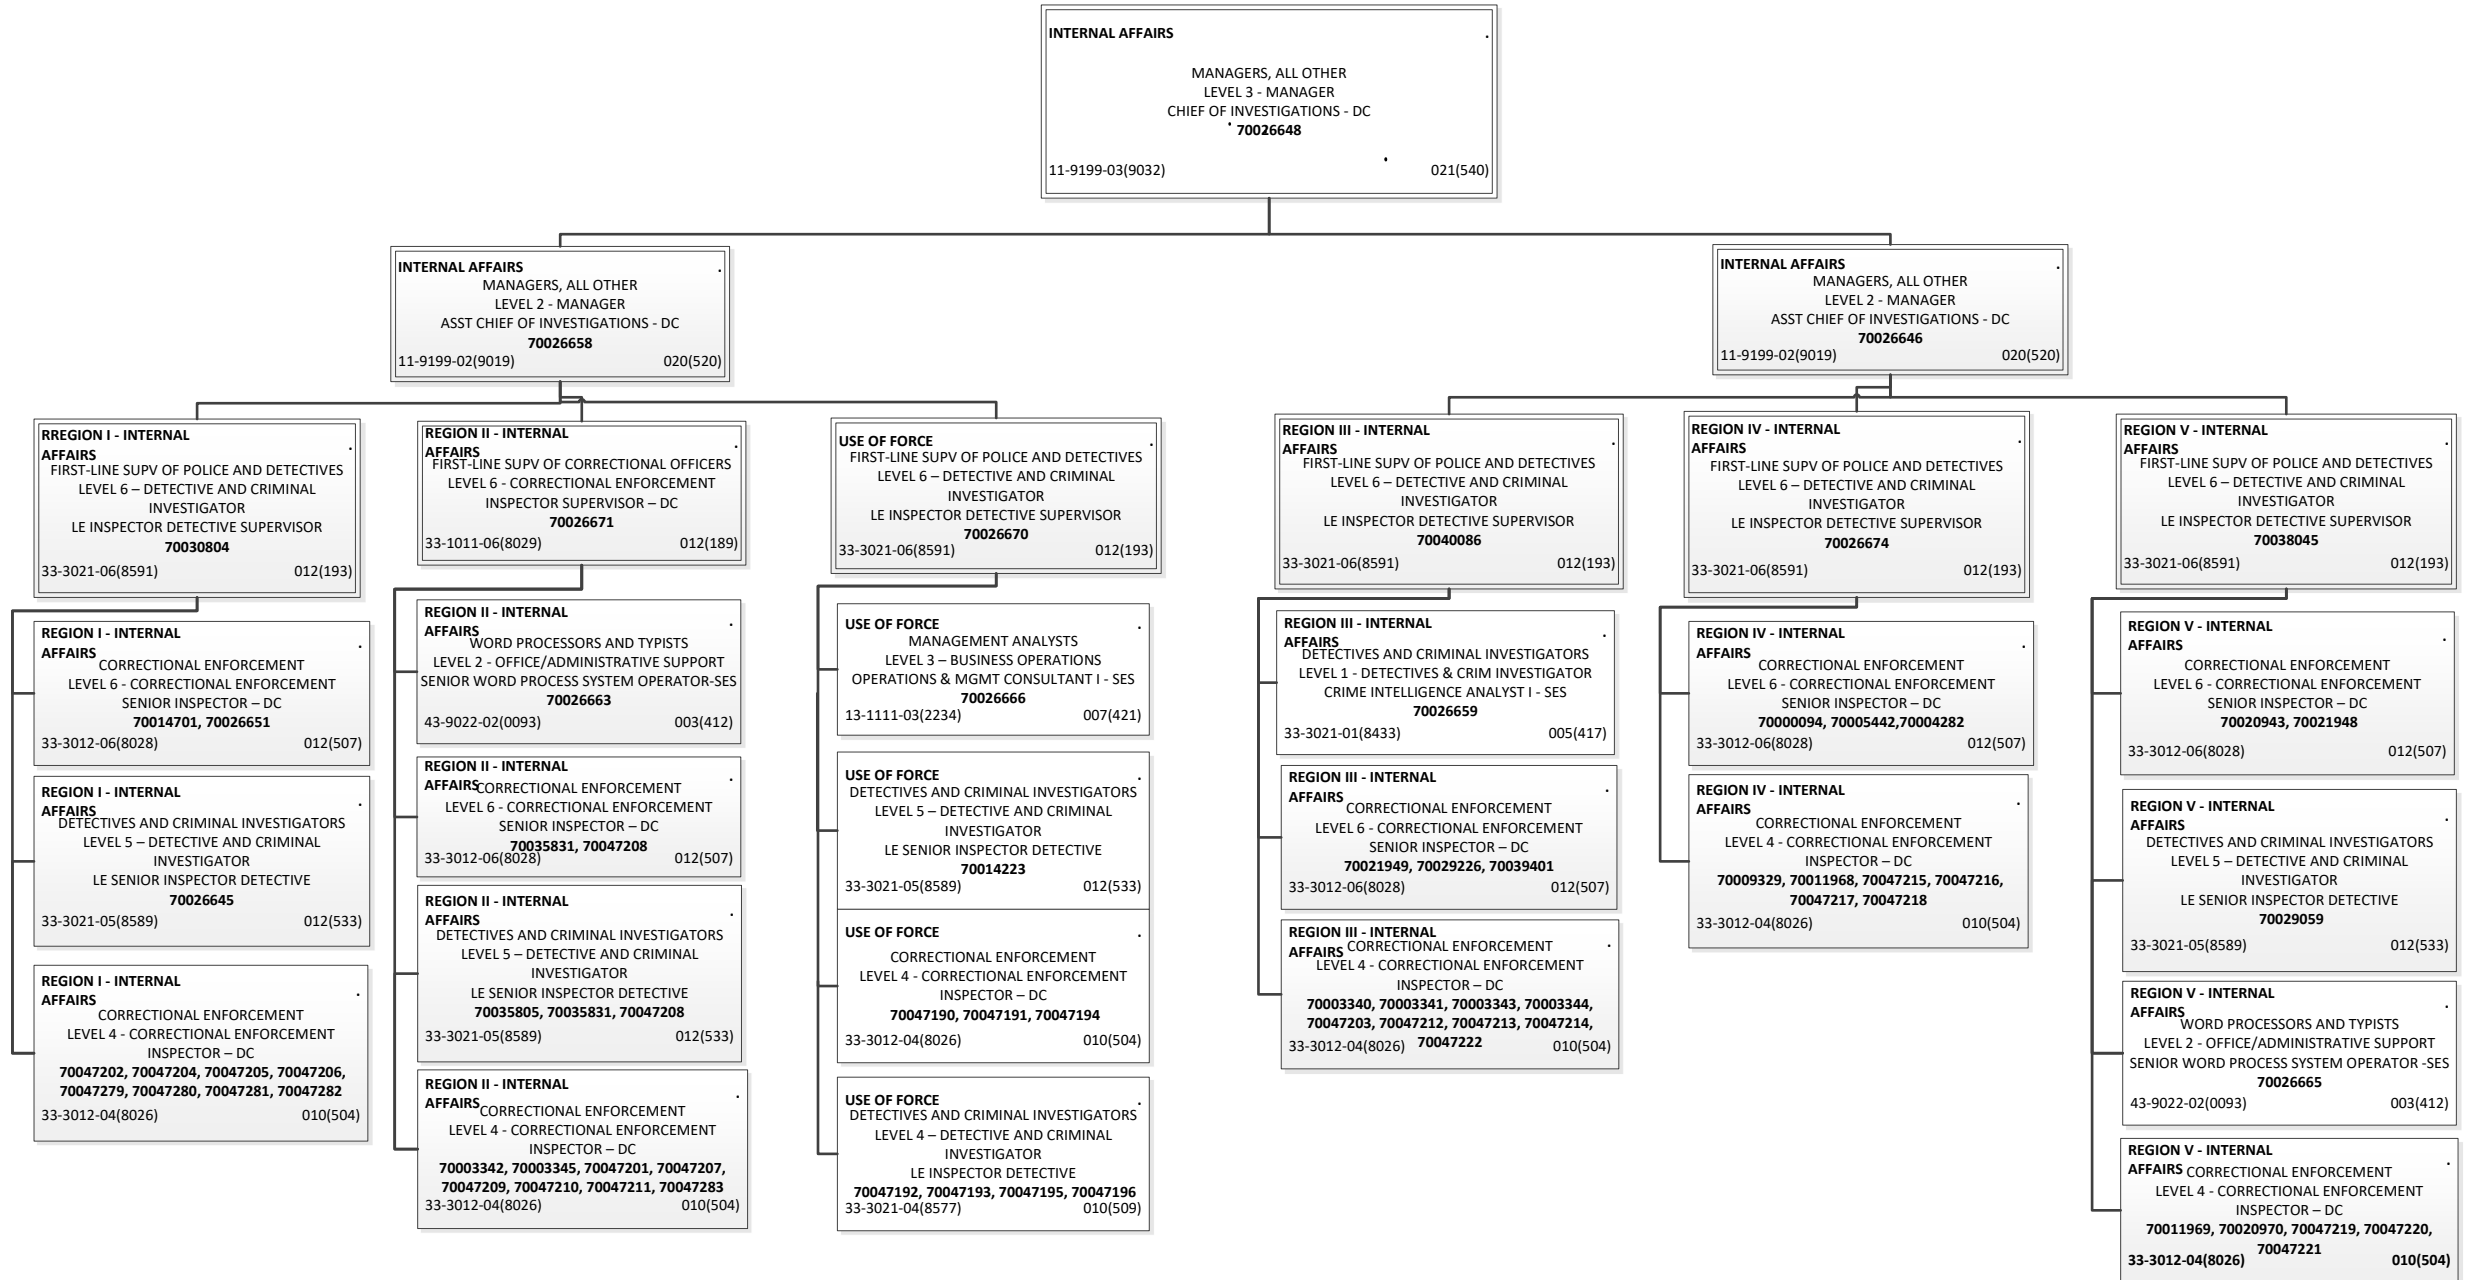 INTERNAL AFFAIRS .
MANAGERS, ALL OTHER
LEVEL 3 - MANAGER
CHIEF OF INVESTIGATIONS - DC
70026648
11-9199-03(9032) 021(540)
INTERNAL AFFAIRS .
MANAGERS, ALL OTHER
LEVEL 2 - MANAGER
ASST CHIEF OF INVESTIGATIONS - DC
70026658
11-9199-02(9019) 020(520)
INTERNAL AFFAIRS .
MANAGERS, ALL OTHER
LEVEL 2 - MANAGER
ASST CHIEF OF INVESTIGATIONS - DC
70026646
11-9199-02(9019) 020(520)
RREGION I - INTERNAL
AFFAIRS .
FIRST-LINE SUPV OF POLICE AND DETECTIVES
LEVEL 6 – DETECTIVE AND CRIMINAL
INVESTIGATOR
LE INSPECTOR DETECTIVE SUPERVISOR
70030804
33-3021-06(8591) 012(193)
REGION II - INTERNAL
AFFAIRS .
FIRST-LINE SUPV OF CORRECTIONAL OFFICERS
LEVEL 6 - CORRECTIONAL ENFORCEMENT
INSPECTOR SUPERVISOR – DC
70026671
33-1011-06(8029) 012(189)
USE OF FORCE .
FIRST-LINE SUPV OF POLICE AND DETECTIVES
LEVEL 6 – DETECTIVE AND CRIMINAL
INVESTIGATOR
LE INSPECTOR DETECTIVE SUPERVISOR
70026670
33-3021-06(8591) 012(193)
REGION III - INTERNAL
AFFAIRS .
FIRST-LINE SUPV OF POLICE AND DETECTIVES
LEVEL 6 – DETECTIVE AND CRIMINAL
INVESTIGATOR
LE INSPECTOR DETECTIVE SUPERVISOR
70040086
33-3021-06(8591) 012(193)
REGION IV - INTERNAL
AFFAIRS .
FIRST-LINE SUPV OF POLICE AND DETECTIVES
LEVEL 6 – DETECTIVE AND CRIMINAL
INVESTIGATOR
LE INSPECTOR DETECTIVE SUPERVISOR
70026674
33-3021-06(8591) 012(193)
REGION V - INTERNAL
AFFAIRS .
FIRST-LINE SUPV OF POLICE AND DETECTIVES
LEVEL 6 – DETECTIVE AND CRIMINAL
INVESTIGATOR
LE INSPECTOR DETECTIVE SUPERVISOR
70038045
33-3021-06(8591) 012(193)
REGION I - INTERNAL
AFFAIRS .
CORRECTIONAL ENFORCEMENT
LEVEL 6 - CORRECTIONAL ENFORCEMENT
SENIOR INSPECTOR – DC
70014701, 70026651
33-3012-06(8028) 012(507)
REGION I - INTERNAL
AFFAIRS .
DETECTIVES AND CRIMINAL INVESTIGATORS
LEVEL 5 – DETECTIVE AND CRIMINAL
INVESTIGATOR
LE SENIOR INSPECTOR DETECTIVE
70026645
33-3021-05(8589) 012(533)
REGION I - INTERNAL
AFFAIRS .
CORRECTIONAL ENFORCEMENT
LEVEL 4 - CORRECTIONAL ENFORCEMENT
INSPECTOR – DC
70047202, 70047204, 70047205, 70047206,
70047279, 70047280, 70047281, 70047282
33-3012-04(8026) 010(504)
REGION II - INTERNAL
AFFAIRS .
WORD PROCESSORS AND TYPISTS
LEVEL 2 - OFFICE/ADMINISTRATIVE SUPPORT
SENIOR WORD PROCESS SYSTEM OPERATOR-SES
70026663
43-9022-02(0093) 003(412)
REGION II - INTERNAL
AFFAIRS .
CORRECTIONAL ENFORCEMENT
LEVEL 6 - CORRECTIONAL ENFORCEMENT
SENIOR INSPECTOR – DC
70035831, 70047208
33-3012-06(8028) 012(507)
REGION II - INTERNAL
AFFAIRS .
DETECTIVES AND CRIMINAL INVESTIGATORS
LEVEL 5 – DETECTIVE AND CRIMINAL
INVESTIGATOR
LE SENIOR INSPECTOR DETECTIVE
70035805, 70035831, 70047208
33-3021-05(8589) 012(533)
REGION II - INTERNAL
AFFAIRS .
CORRECTIONAL ENFORCEMENT
LEVEL 4 - CORRECTIONAL ENFORCEMENT
INSPECTOR – DC
70003342, 70003345, 70047201, 70047207,
70047209, 70047210, 70047211, 70047283
33-3012-04(8026) 010(504)
USE OF FORCE .
MANAGEMENT ANALYSTS
LEVEL 3 – BUSINESS OPERATIONS
OPERATIONS & MGMT CONSULTANT I - SES
70026666
13-1111-03(2234) 007(421)
USE OF FORCE .
DETECTIVES AND CRIMINAL INVESTIGATORS
LEVEL 5 – DETECTIVE AND CRIMINAL
INVESTIGATOR
LE SENIOR INSPECTOR DETECTIVE
70014223
33-3021-05(8589) 012(533)
USE OF FORCE .
CORRECTIONAL ENFORCEMENT
LEVEL 4 - CORRECTIONAL ENFORCEMENT
INSPECTOR – DC
70047190, 70047191, 70047194
33-3012-04(8026) 010(504)
USE OF FORCE .
DETECTIVES AND CRIMINAL INVESTIGATORS
LEVEL 4 – DETECTIVE AND CRIMINAL
INVESTIGATOR
LE INSPECTOR DETECTIVE
70047192, 70047193, 70047195, 70047196
33-3021-04(8577) 010(509)
REGION III - INTERNAL
AFFAIRS .
DETECTIVES AND CRIMINAL INVESTIGATORS
LEVEL 1 - DETECTIVES & CRIM INVESTIGATOR
CRIME INTELLIGENCE ANALYST I - SES
70026659
33-3021-01(8433) 005(417)
REGION III - INTERNAL
AFFAIRS .
CORRECTIONAL ENFORCEMENT
LEVEL 6 - CORRECTIONAL ENFORCEMENT
SENIOR INSPECTOR – DC
70021949, 70029226, 70039401
33-3012-06(8028) 012(507)
REGION III - INTERNAL
AFFAIRS .
CORRECTIONAL ENFORCEMENT
LEVEL 4 - CORRECTIONAL ENFORCEMENT
INSPECTOR – DC
70003340, 70003341, 70003343, 70003344,
70047203, 70047212, 70047213, 70047214,
70047222
33-3012-04(8026) 010(504)
REGION IV - INTERNAL
AFFAIRS .
CORRECTIONAL ENFORCEMENT
LEVEL 6 - CORRECTIONAL ENFORCEMENT
SENIOR INSPECTOR – DC
70000094, 70005442,70004282
33-3012-06(8028) 012(507)
REGION IV - INTERNAL
AFFAIRS .
CORRECTIONAL ENFORCEMENT
LEVEL 4 - CORRECTIONAL ENFORCEMENT
INSPECTOR – DC
70009329, 70011968, 70047215, 70047216,
70047217, 70047218
33-3012-04(8026) 010(504)
REGION V - INTERNAL
AFFAIRS .
CORRECTIONAL ENFORCEMENT
LEVEL 6 - CORRECTIONAL ENFORCEMENT
SENIOR INSPECTOR – DC
70020943, 70021948
33-3012-06(8028) 012(507)
REGION V - INTERNAL
AFFAIRS .
DETECTIVES AND CRIMINAL INVESTIGATORS
LEVEL 5 – DETECTIVE AND CRIMINAL
INVESTIGATOR
LE SENIOR INSPECTOR DETECTIVE
70029059
33-3021-05(8589) 012(533)
REGION V - INTERNAL
AFFAIRS .
WORD PROCESSORS AND TYPISTS
LEVEL 2 - OFFICE/ADMINISTRATIVE SUPPORT
SENIOR WORD PROCESS SYSTEM OPERATOR -SES
70026665
43-9022-02(0093) 003(412)
REGION V - INTERNAL
AFFAIRS .
CORRECTIONAL ENFORCEMENT
LEVEL 4 - CORRECTIONAL ENFORCEMENT
INSPECTOR – DC
70011969, 70020970, 70047219, 70047220,
70047221
33-3012-04(8026) 010(504)